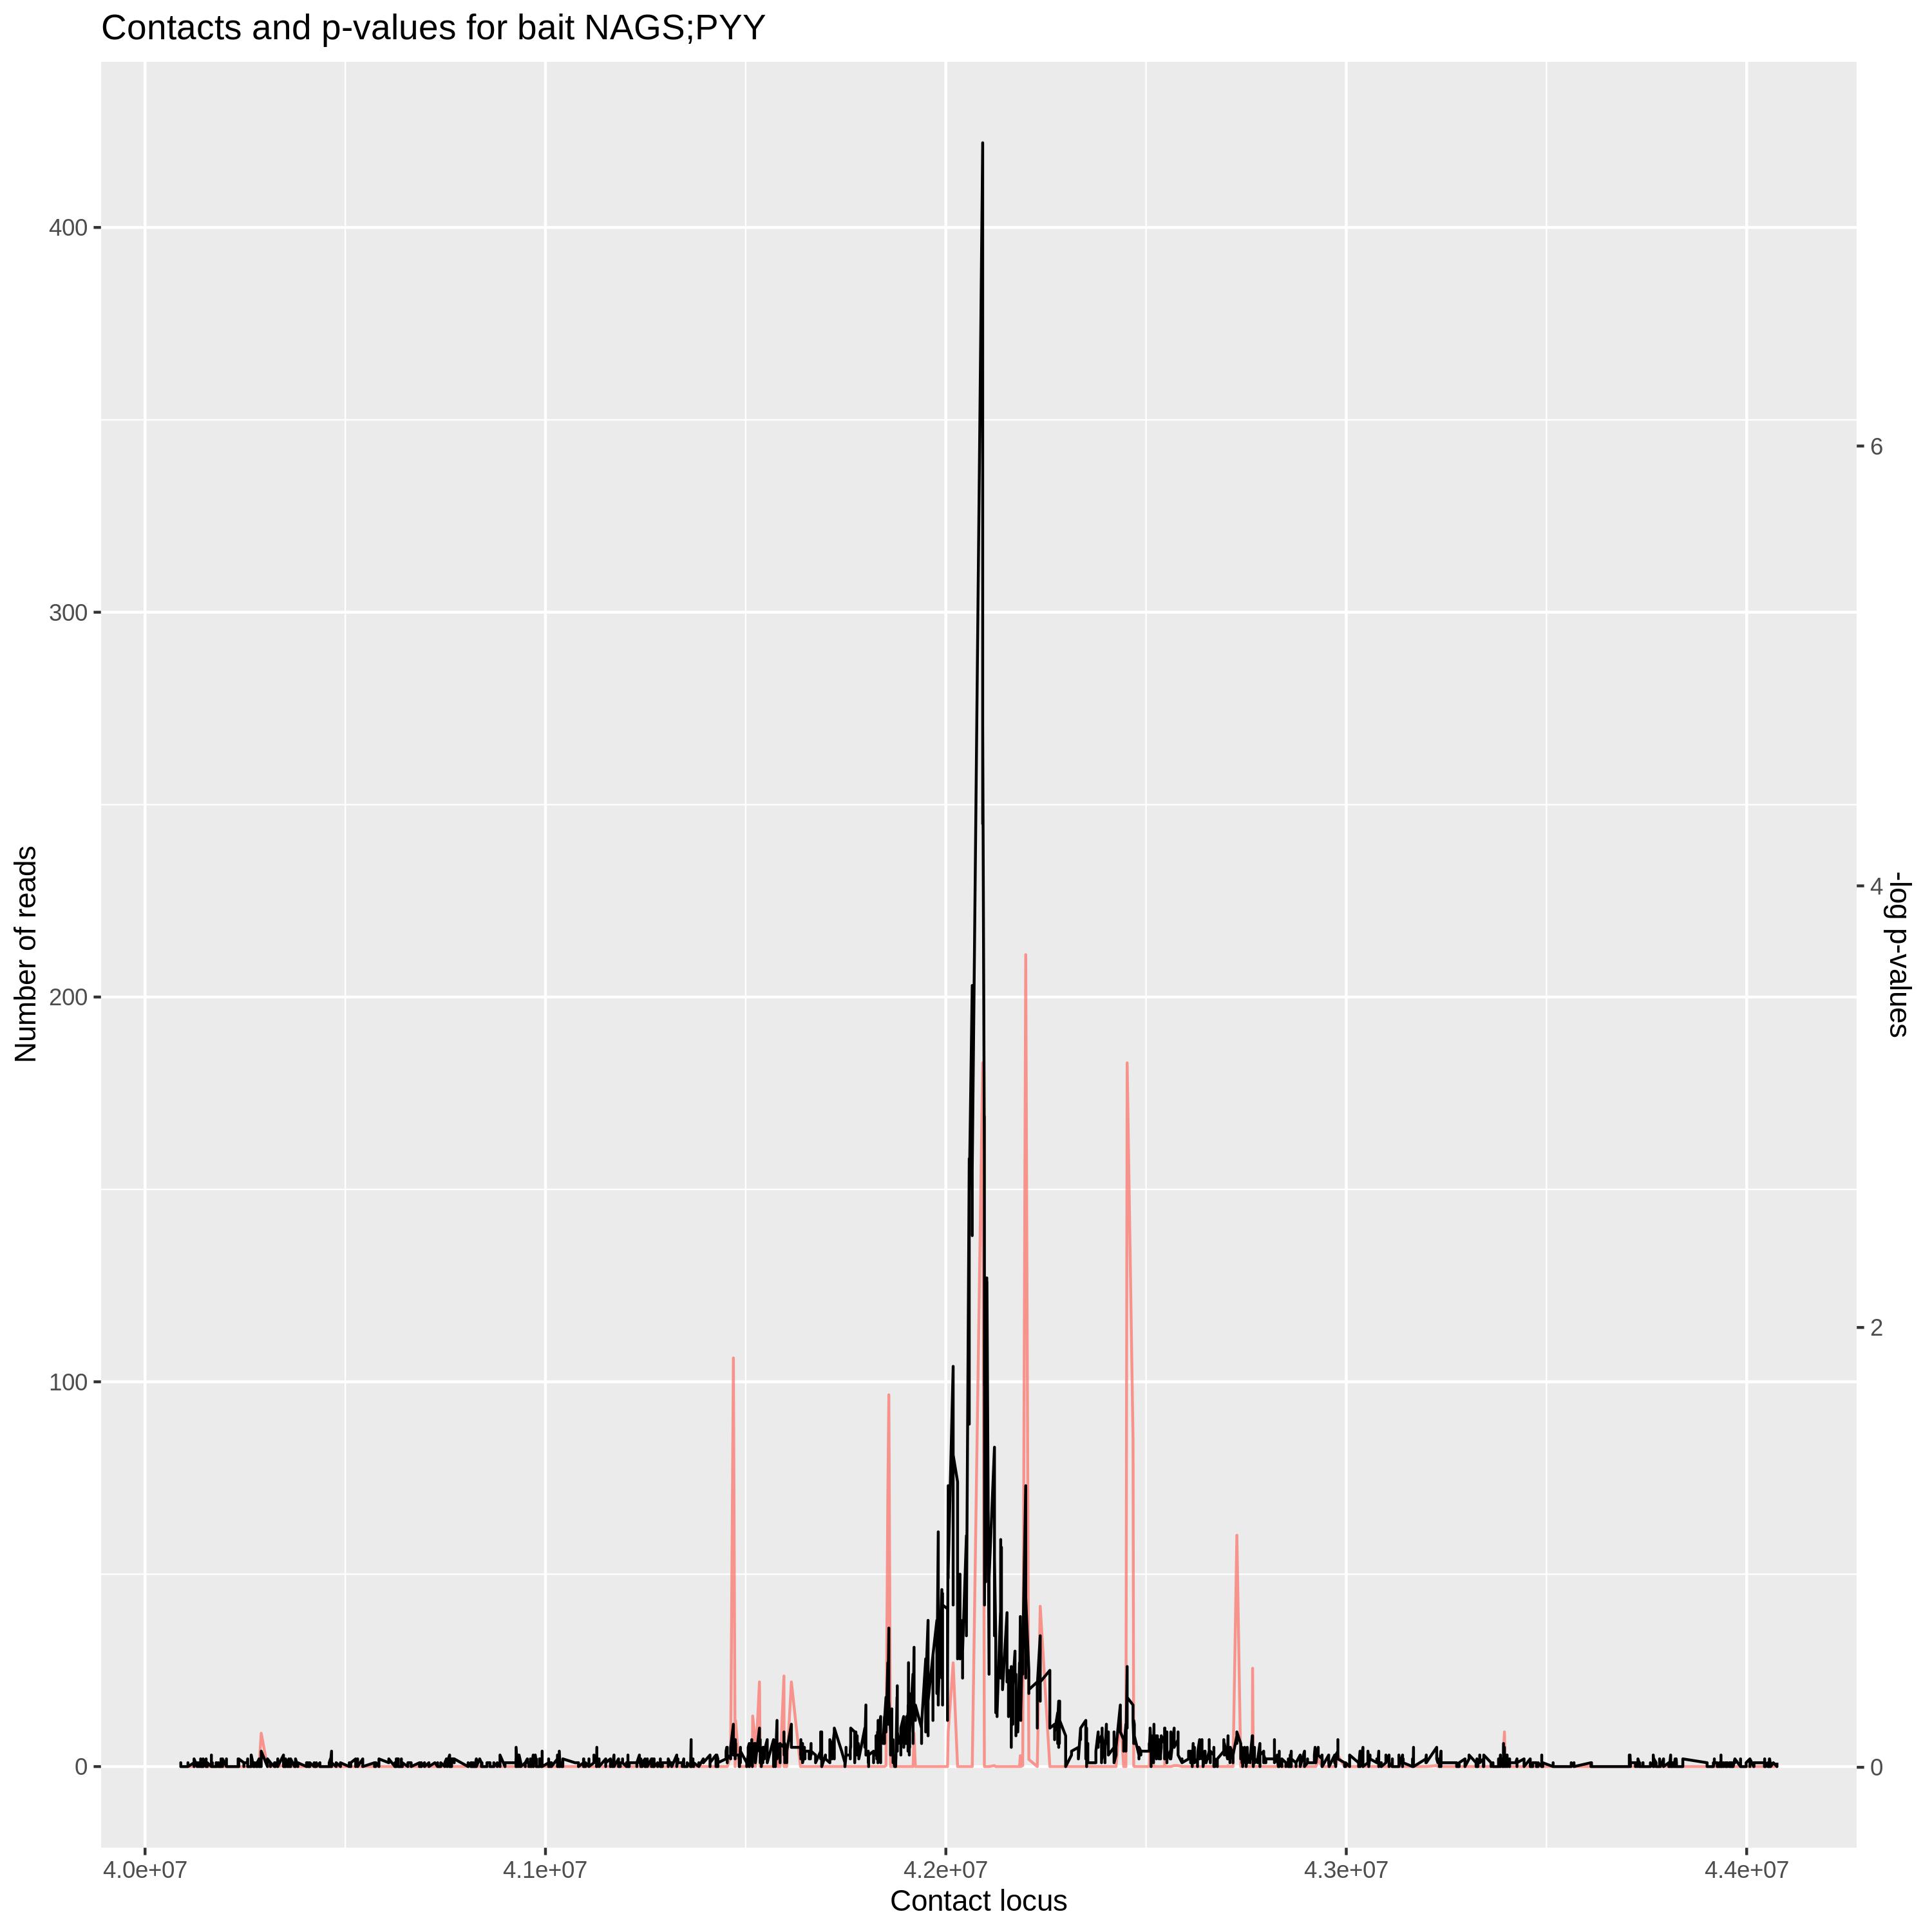 Contacts and p-values for bait NAGS;PYY
400
300
200
100
0
Number of reads
6
4
2
0
-log p-values
4.0e+07
4.1e+07
4.2e+07
4.3e+07
4.4e+07
Contact locus